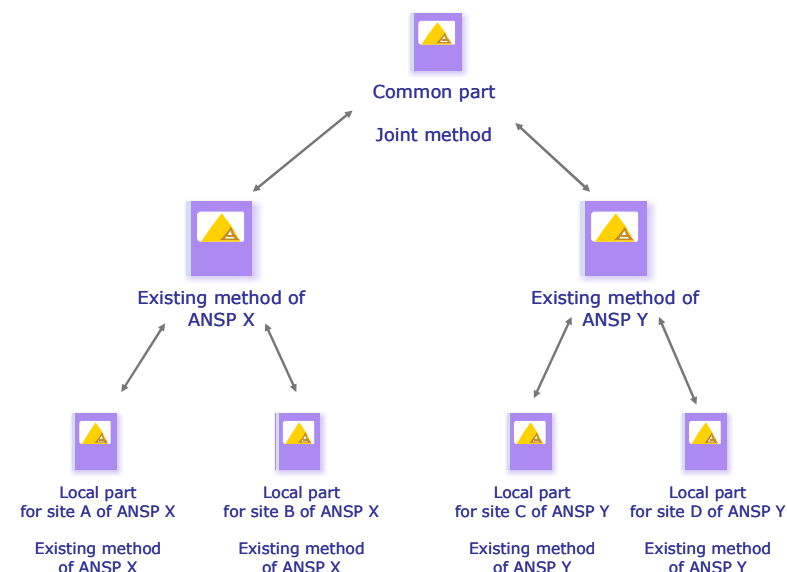 Common part
Joint method
Existing method of
ANSP X
Existing method of
ANSP Y
Local part
for site A of ANSP X
Existing method
of ANSP X
Local part
for site B of ANSP X
Existing method
of ANSP X
Local part
for site C of ANSP Y
Existing method
of ANSP Y
Local part
for site D of ANSP Y
Existing method
of ANSP Y